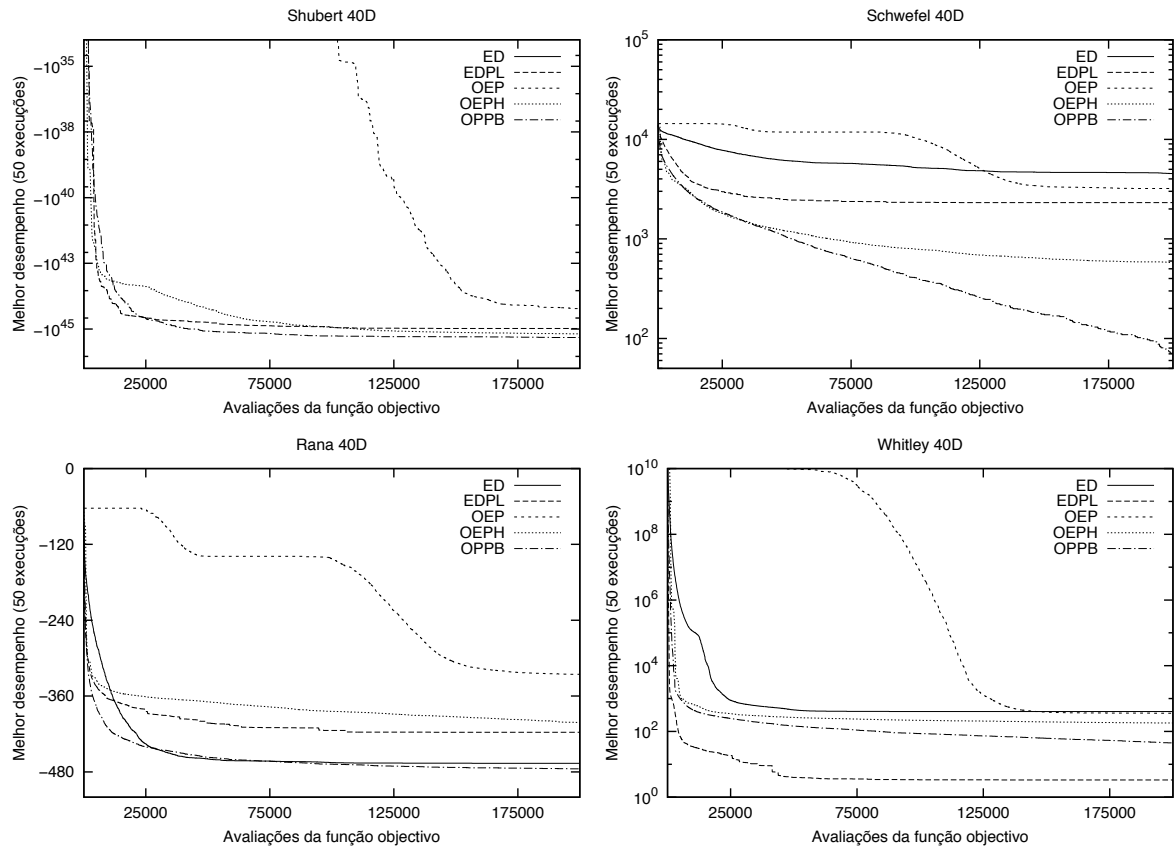 Shubert 40D
Melhor desempenho (50 execuções)
−10^35
−10^38
−10^40
−10^43
−10^45
ED
EDPL
OEP
OEPH
OPPB
25000 75000 125000 175000
Avaliações da função objectivo
Schwefel 40D
Melhor desempenho (50 execuções)
10^5
10^4
10^3
10^2
ED
EDPL
OEP
OEPH
OPPB
25000 75000 125000 175000
Avaliações da função objectivo
Rana 40D
Melhor desempenho (50 execuções)
0
−120
−240
−360
−480
ED
EDPL
OEP
OEPH
OPPB
25000 75000 125000 175000
Avaliações da função objectivo
Whitley 40D
Melhor desempenho (50 execuções)
10^10
10^8
10^6
10^4
10^2
10^0
ED
EDPL
OEP
OEPH
OPPB
25000 75000 125000 175000
Avaliações da função objectivo